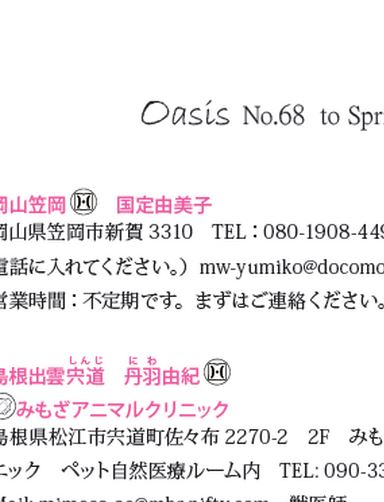 Oasis No.68 to Spri
岡山笠岡 国定由美子
岡山県笠岡市新賀 3310 TEL：080-1908-449
電話に入れてください。）mw-yumiko@docomo
営業時間：不定期です。まずはご連絡ください。
しんじ にわ
島根出雲宍道 丹羽由紀
みもざアニマルクリニック
島根県松江市宍道町佐々布 2270-2 2F みも
ニック ペット自然医療ルーム内 TEL: 090-33